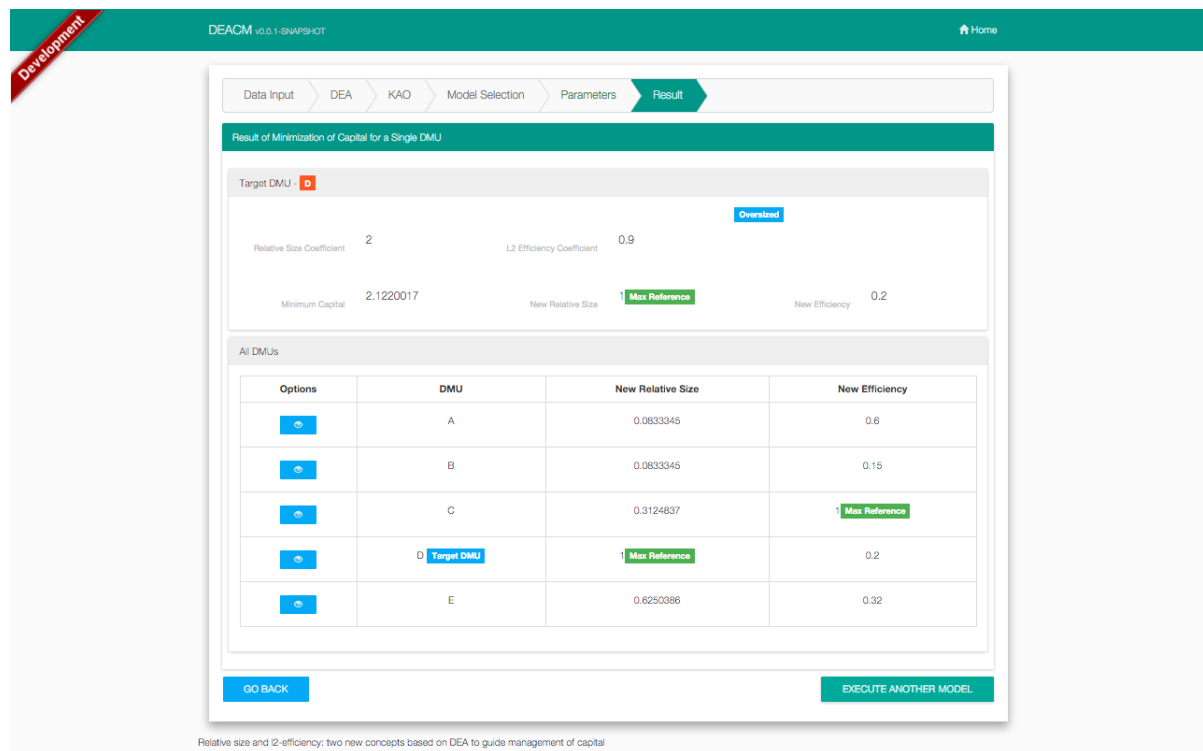 Development
DEACM v0.0.1-SNAPSHOT Home
Data Input DEA KAO Model Selection Parameters Result
Result of Minimization of Capital for a Single DMU
Target DMU - D
Oversized
Relative Size Coefficient 2 L2 Efficiency Coefficient 0.9
Minimum Capital 2.1220017 New Relative Size 1 Max Reference New Efficiency 0.2
All DMUs
Options DMU New Relative Size New Efficiency
A 0.0833345 0.6
B 0.0833345 0.15
C 0.3124837 1 Max Reference
D Target DMU 1 Max Reference 0.2
E 0.6250386 0.32
GO BACK EXECUTE ANOTHER MODEL
Relative size and l2-efficiency: two new concepts based on DEA to guide management of capital